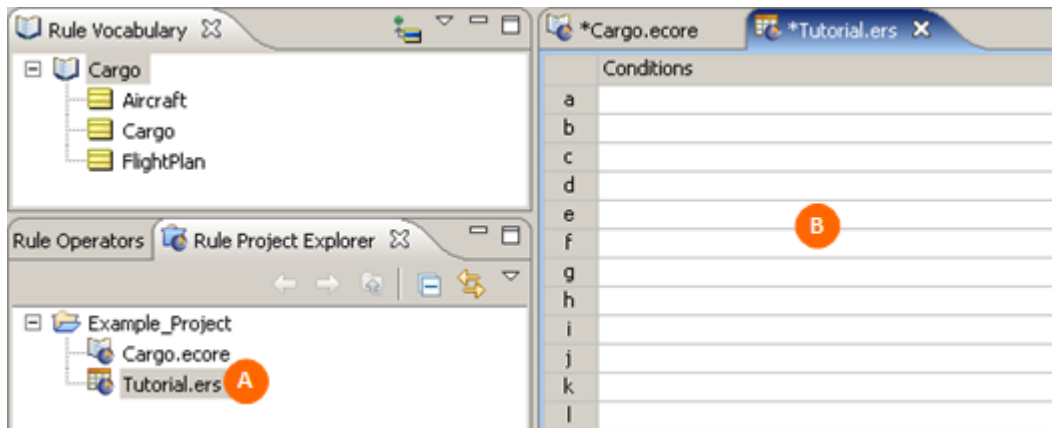 Rule Vocabulary
Cargo
Aircraft
Cargo
FlightPlan
Rule Operators Rule Project Explorer
Example_Project
Cargo.ecore
Tutorial.ers A
*Cargo.ecore *Tutorial.ers
Conditions
a
b
c
d
e
B
f
g
h
i
j
k
l